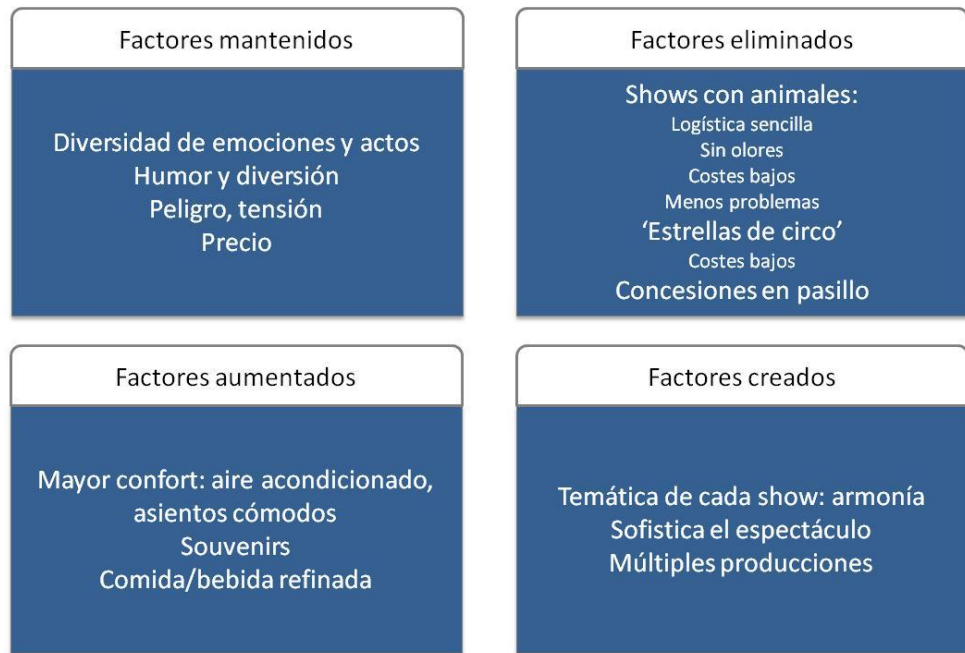 Factores mantenidos
Diversidad de emociones y actos
Humor y diversión
Peligro, tensión
Precio
Factores eliminados
Shows con animales:
Logística sencilla
Sin olores
Costes bajos
Menos problemas
‘Estrellas de circo’
Costes bajos
Concesiones en pasillo
Factores aumentados
Mayor confort: aire acondicionado,
asientos cómodos
Souvenirs
Comida/bebida refinada
Factores creados
Temática de cada show: armonía
Sofistica el espectáculo
Múltiples producciones